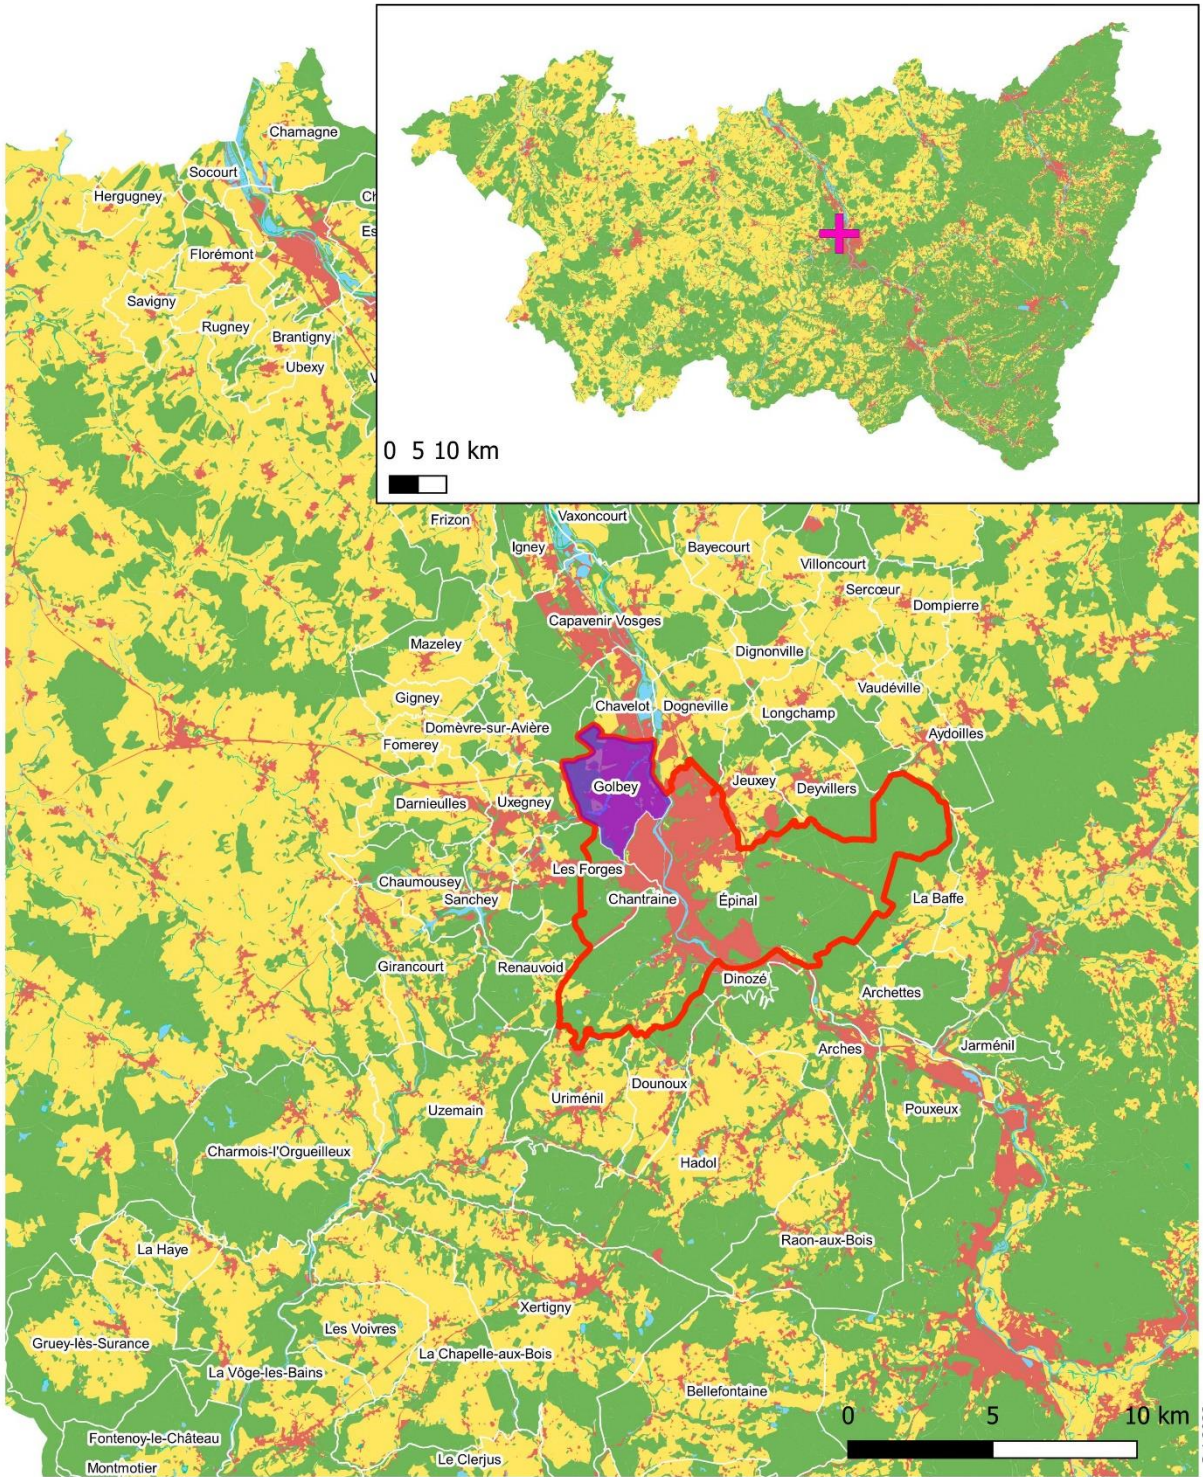 Chamagne
Socourt
Hergugney
Ch
Es
Florémont
Savigny
Rugney
Brantigny
Ubexy
V
0 5 10 km
Frizon
Vaxoncourt
Igney
Bayecourt
Villoncourt
Sercœur
Dompierre
Capavenir Vosges
Mazeley
Dignonville
Gigney
Vaudéville
Chavelot
Dogneville
Longchamp
Domèvre-sur-Avière
Aydoilles
Fomerey
Golbey
Jeuxey
Deyvillers
Darnieulles
Uxegney
Les Forges
Chaumousey
Sanchey
Chantraine
Épinal
La Baffe
Girancourt
Renauvoid
Dinozé
Archettes
Arches
Jarménil
Dounoux
Uriménil
Uzemain
Pouxeux
Charmois-l'Orgueilleux
Hadol
Raon-aux-Bois
La Haye
Xertigny
Les Voivres
Gruey-lès-Surance
La Chapelle-aux-Bois
La Vôge-les-Bains
Bellefontaine
0 5 10 km
Fontenoy-le-Château
Le Clerjus
Montmotier